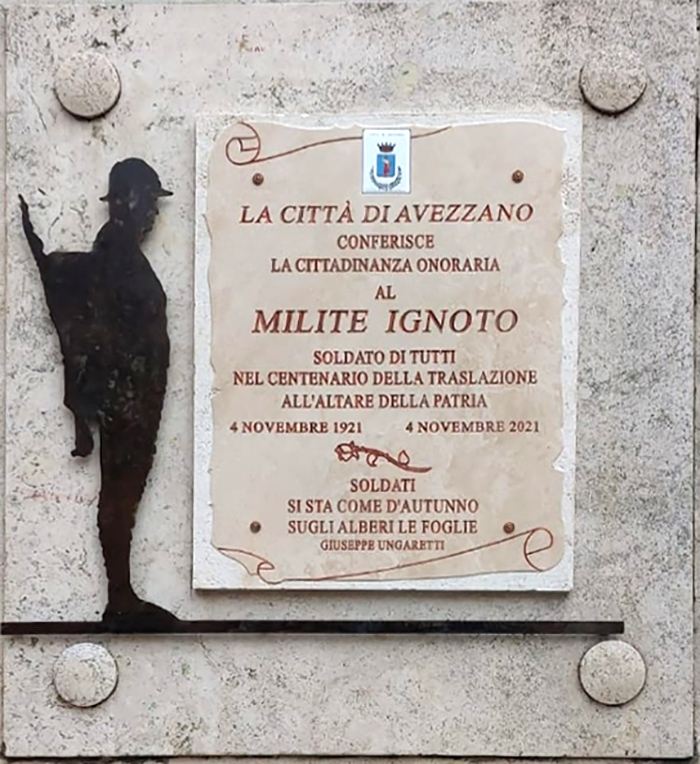 LA CITTÀ DI AVEZZANO
CONFERISCE
LA CITTADINANZA ONORARIA
AL
MILITE IGNOTO
SOLDATO DI TUTTI
NEL CENTENARIO DELLA TRASLAZIONE
ALL'ALTARE DELLA PATRIA
4 NOVEMBRE 1921 4 NOVEMBRE 2021
SOLDATI
SI STA COME D'AUTUNNO
SUGLI ALBERI LE FOGLIE
GIUSEPPE UNGARETTI